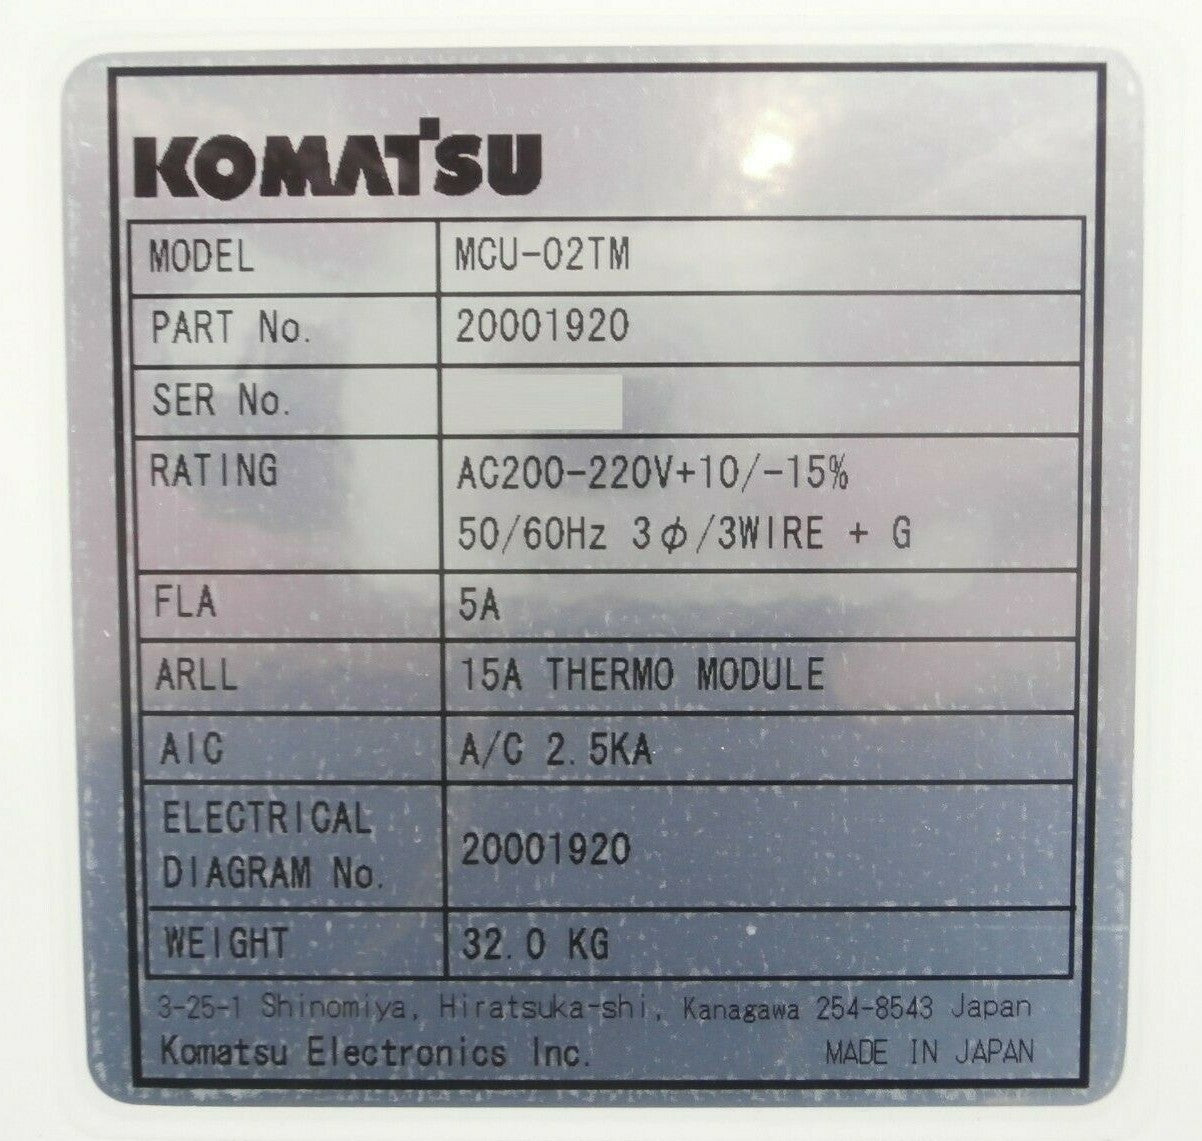 KOMATSU
MODEL MCU-02TM
PART No. 20001920
SER No.
RATING AC200-220V+10/-15%
50/60Hz 3φ/3WIRE + G
FLA 5A
ARLL 15A THERMO MODULE
AIC A/C 2.5KA
ELECTRICAL
DIAGRAM No. 20001920
WEIGHT 32.0 KG
3-25-1 Shinomiya, Hiratsuka-shi, Kanagawa 254-8543 Japan
Komatsu Electronics Inc. MADE IN JAPAN